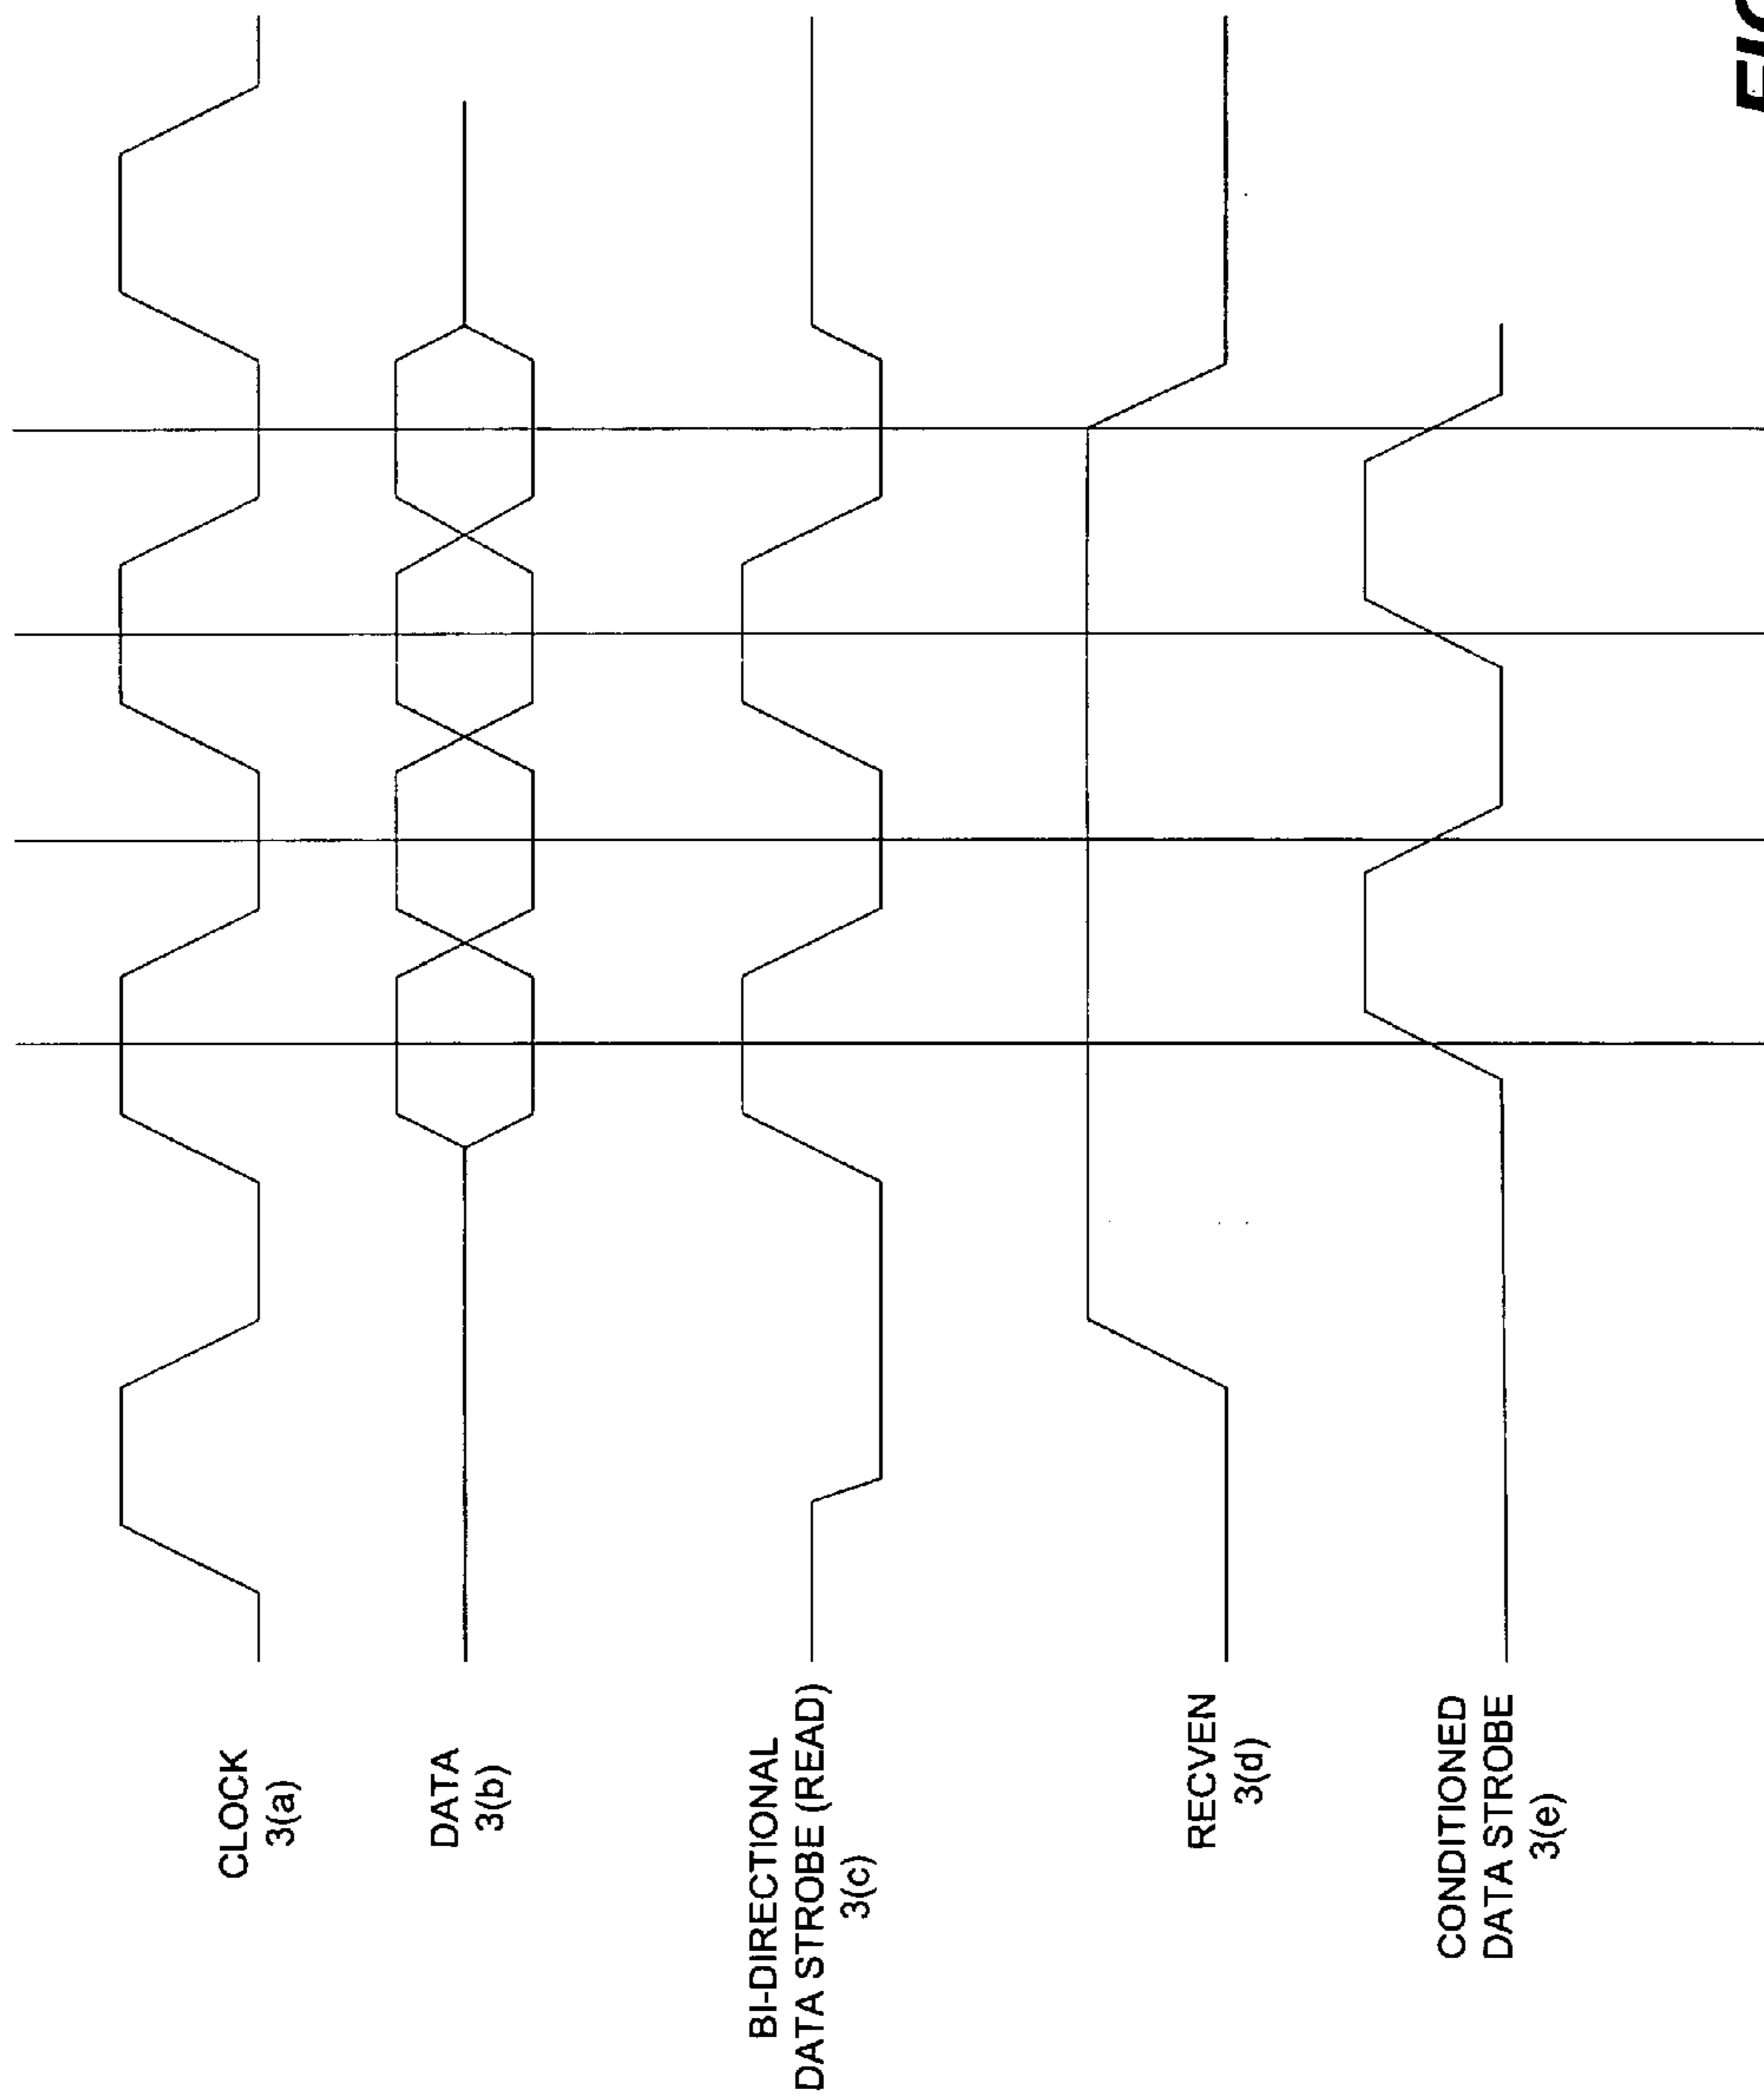 CLOCK
3(a)
DATA
3(b)
BI-DIRECTIONAL
DATA STROBE (READ)
3(c)
RECVEN
3(d)
CONDITIONED
DATA STROBE
3(e)